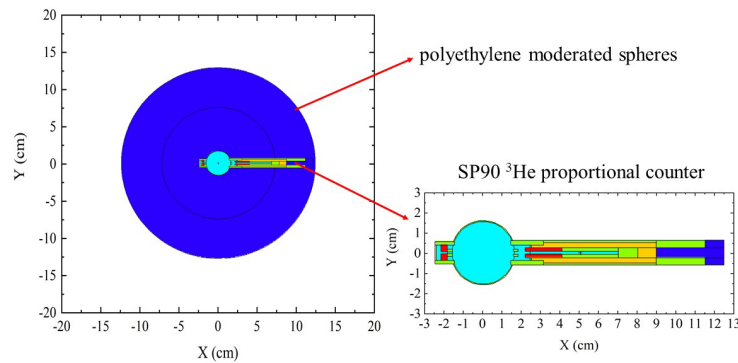 20
15
10
5
0
-5
-10
-15
-20
Y (cm)
-20 -15 -10 -5 0 5 10 15 20
X (cm)
polyethylene moderated spheres
SP90 ³He proportional counter
3
2
1
0
-1
-2
-3
Y (cm)
-3 -2 -1 0 1 2 3 4 5 6 7 8 9 10 11 12 13
X (cm)